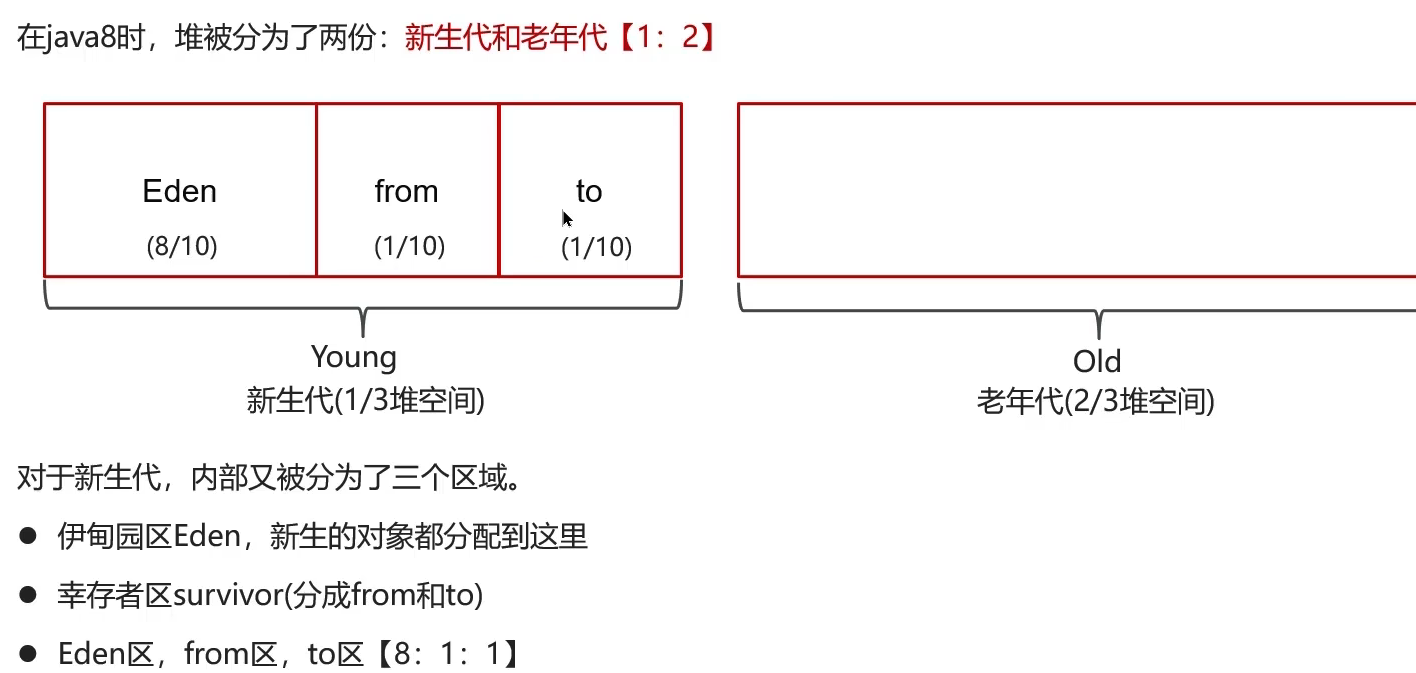 在java8时，堆被分为了两份：新生代和老年代【1：2】
Eden
from
to
(8/10)
(1/10)
(1/10)
Young
新生代(1/3堆空间)
Old
老年代(2/3堆空间)
对于新生代，内部又被分为了三个区域。
● 伊甸园区Eden，新生的对象都分配到这里
● 幸存者区survivor(分成from和to)
● Eden区，from区，to区【8：1：1】